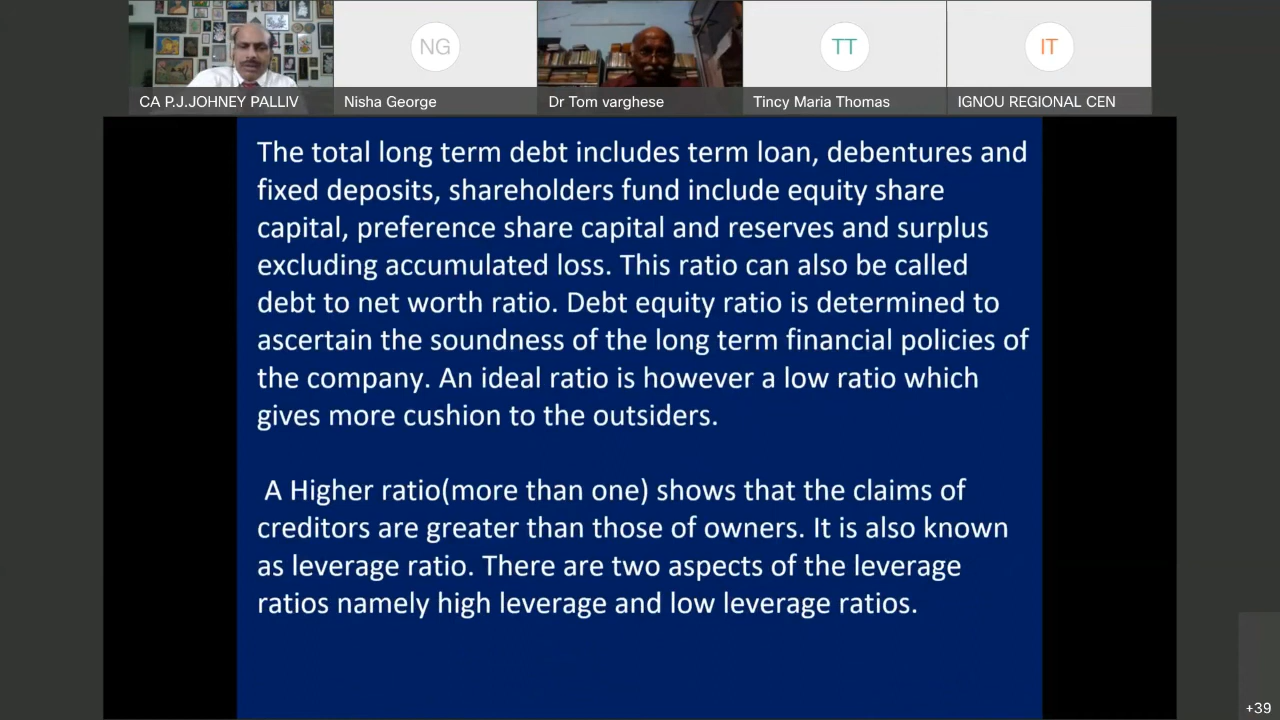 NG
TT
IT
CA P.J.JOHNEY PALLIV
Nisha George
Dr Tom varghese
Tincy Maria Thomas
IGNOU REGIONAL CEN
The total long term debt includes term loan, debentures and
fixed deposits, shareholders fund include equity share
capital, preference share capital and reserves and surplus
excluding accumulated loss. This ratio can also be called
debt to net worth ratio. Debt equity ratio is determined to
ascertain the soundness of the long term financial policies of
the company. An ideal ratio is however a low ratio which
gives more cushion to the outsiders.
A Higher ratio(more than one) shows that the claims of
creditors are greater than those of owners. It is also known
as leverage ratio. There are two aspects of the leverage
ratios namely high leverage and low leverage ratios.
+39